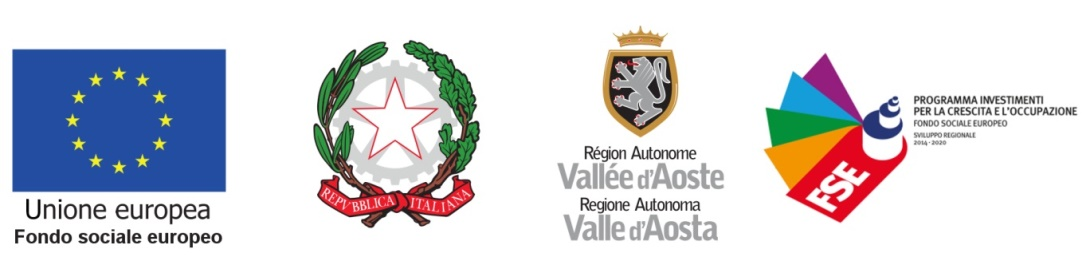 Unione europea
Fondo sociale europeo
REPVBBLICA ITALIANA
Région Autonome
Vallée d'Aoste
Regione Autonoma
Valle d'Aosta
FSE
PROGRAMMA INVESTIMENTI
PER LA CRESCITA E L'OCCUPAZIONE
FONDO SOCIALE EUROPEO
SVILUPPO REGIONALE
2014-2020